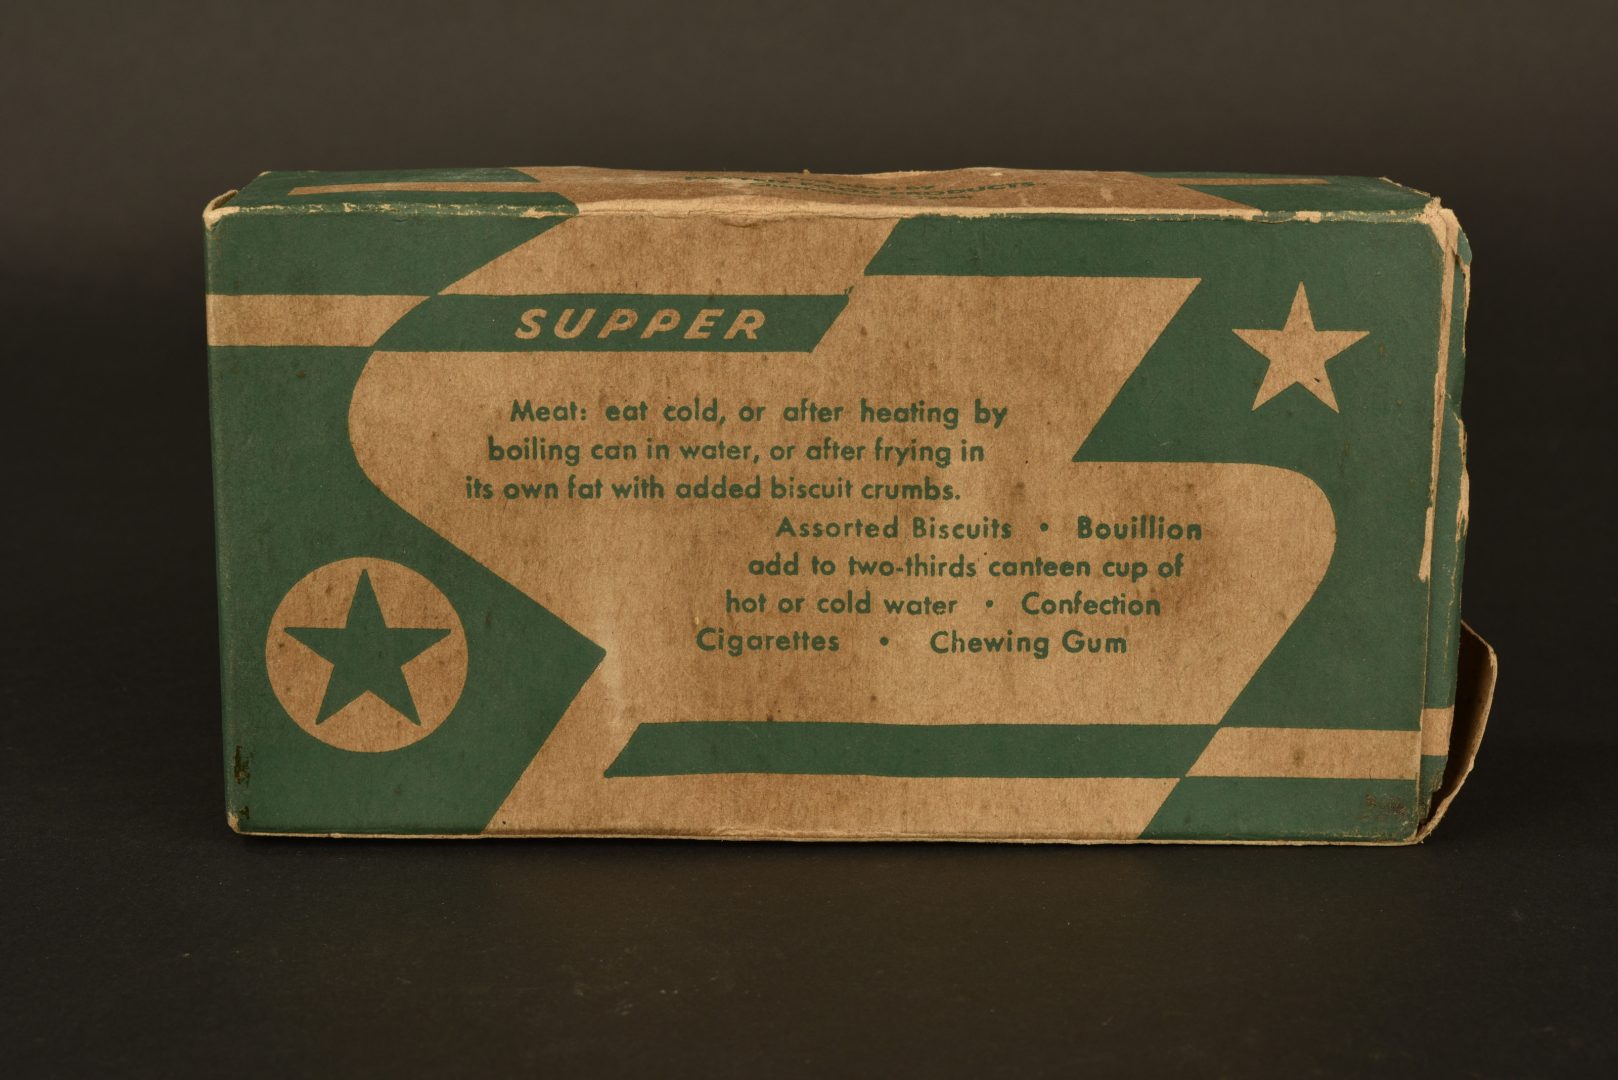 PRODUCTS
SUPPER
Meat: eat cold, or after heating by
boiling can in water, or after frying in
its own fat with added biscuit crumbs.
Assorted Biscuits • Bouillion
add to two-thirds canteen cup of
hot or cold water • Confection
Cigarettes • Chewing Gum